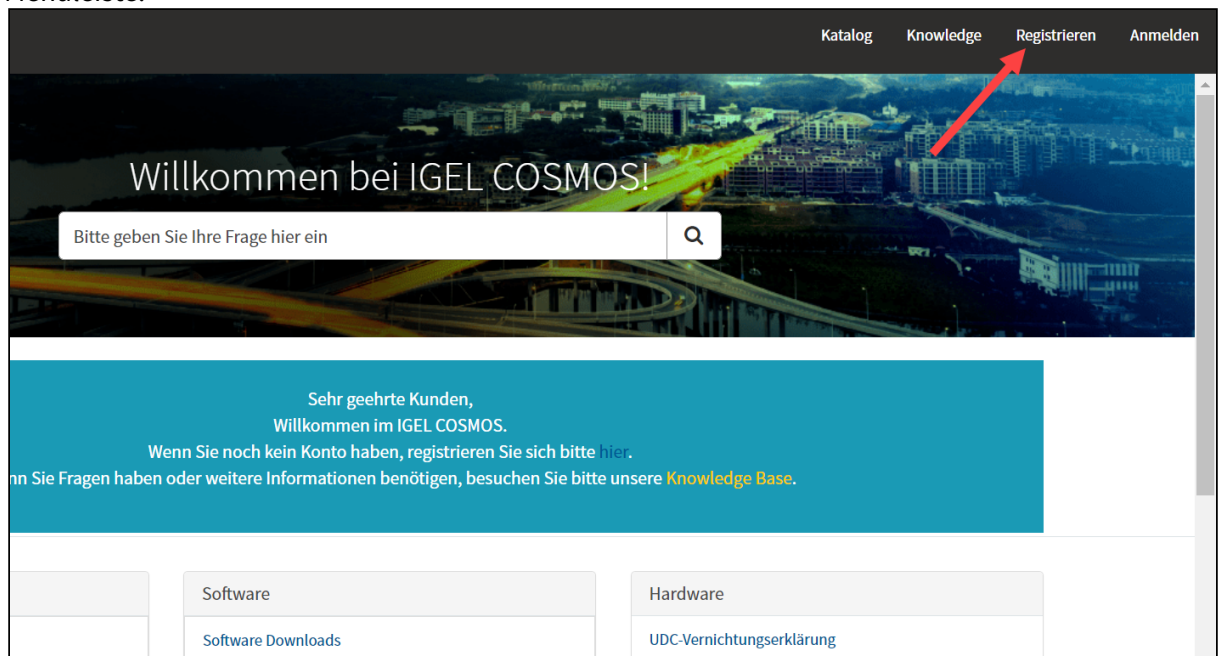 Katalog Knowledge Registrieren Anmelden
Willkommen bei IGEL COSMOS!
Bitte geben Sie Ihre Frage hier ein
Sehr geehrte Kunden,
Willkommen im IGEL COSMOS.
Wenn Sie noch kein Konto haben, registrieren Sie sich bitte hier.
nn Sie Fragen haben oder weitere Informationen benötigen, besuchen Sie bitte unsere Knowledge Base.
Software Hardware
Software Downloads UDC-Vernichtungserklärung